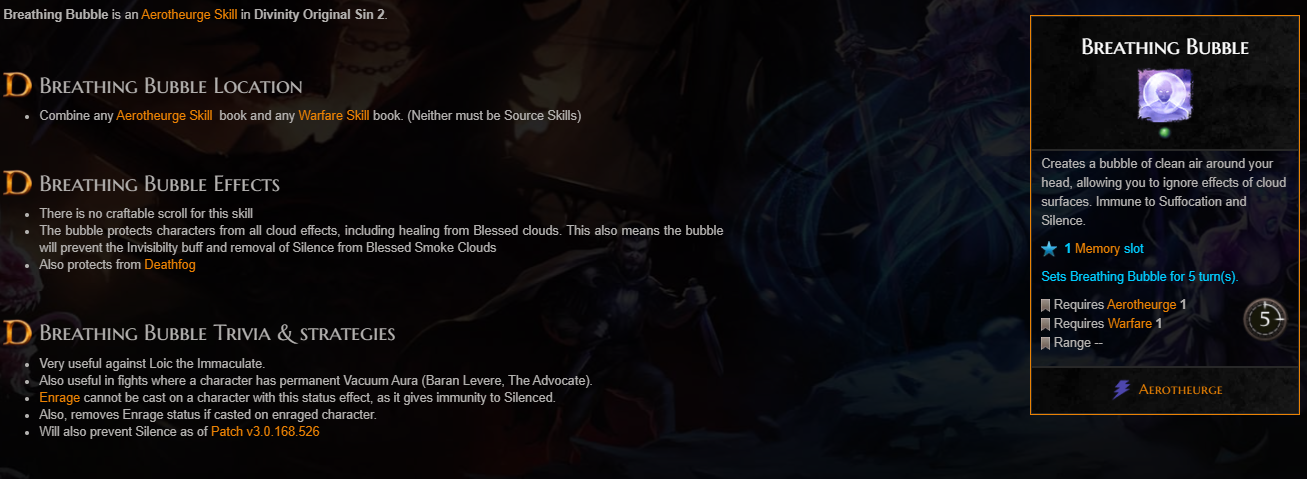 Breathing Bubble is an Aerotheurge Skill in Divinity Original Sin 2.
Breathing Bubble Location
Combine any Aerotheurge Skill book and any Warfare Skill book. (Neither must be Source Skills)
Breathing Bubble Effects
There is no craftable scroll for this skill
The bubble protects characters from all cloud effects, including healing from Blessed clouds. This also means the bubble
will prevent the Invisibilty buff and removal of Silence from Blessed Smoke Clouds
Also protects from Deathfog
Breathing Bubble Trivia & strategies
Very useful against Loic the Immaculate.
Also useful in fights where a character has permanent Vacuum Aura (Baran Levere, The Advocate).
Enrage cannot be cast on a character with this status effect, as it gives immunity to Silenced.
Also, removes Enrage status if casted on enraged character.
Will also prevent Silence as of Patch v3.0.168.526
Breathing Bubble
Creates a bubble of clean air around your
head, allowing you to ignore effects of cloud
surfaces. Immune to Suffocation and
Silence.
1 Memory slot
Sets Breathing Bubble for 5 turn(s).
Requires Aerotheurge 1
Requires Warfare 1
Range --
5
Aerotheurge